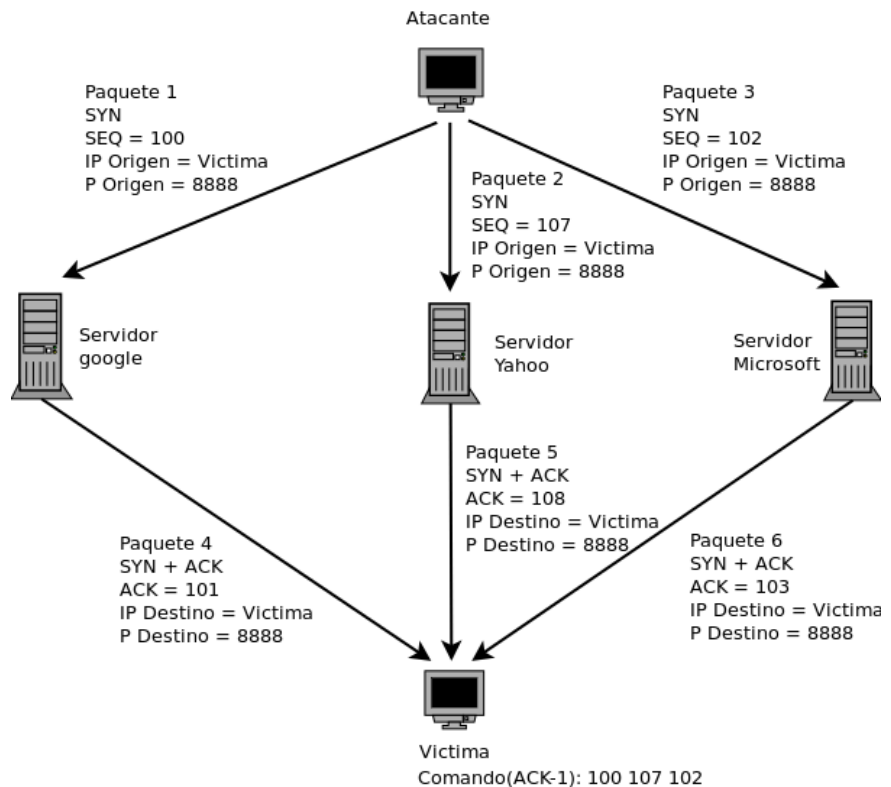 Atacante
Paquete 1
SYN
SEQ = 100
IP Origen = Victima
P Origen = 8888
Paquete 2
SYN
SEQ = 107
IP Origen = Victima
P Origen = 8888
Paquete 3
SYN
SEQ = 102
IP Origen = Victima
P Origen = 8888
Servidor
google
Servidor
Yahoo
Servidor
Microsoft
Paquete 4
SYN + ACK
ACK = 101
IP Destino = Victima
P Destino = 8888
Paquete 5
SYN + ACK
ACK = 108
IP Destino = Victima
P Destino = 8888
Paquete 6
SYN + ACK
ACK = 103
IP Destino = Victima
P Destino = 8888
Victima
Comando(ACK-1): 100 107 102